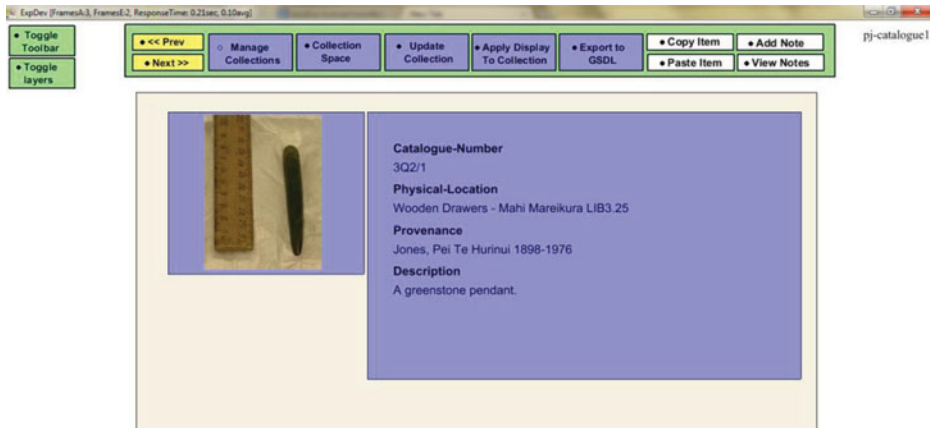 ExpDev [FramesA:3, FramesE:2, ResponseTime: 0.21sec, 0.10avg]
Toggle Toolbar
Toggle layers
<< Prev
Next >>
Manage Collections
Collection Space
Update Collection
Apply Display To Collection
Export to GSDL
Copy Item
Paste Item
Add Note
View Notes
pj-catalogue1
Catalogue-Number
3Q2/1
Physical-Location
Wooden Drawers - Mahi Mareikura LIB3.25
Provenance
Jones, Pei Te Hurinui 1898-1976
Description
A greenstone pendant.